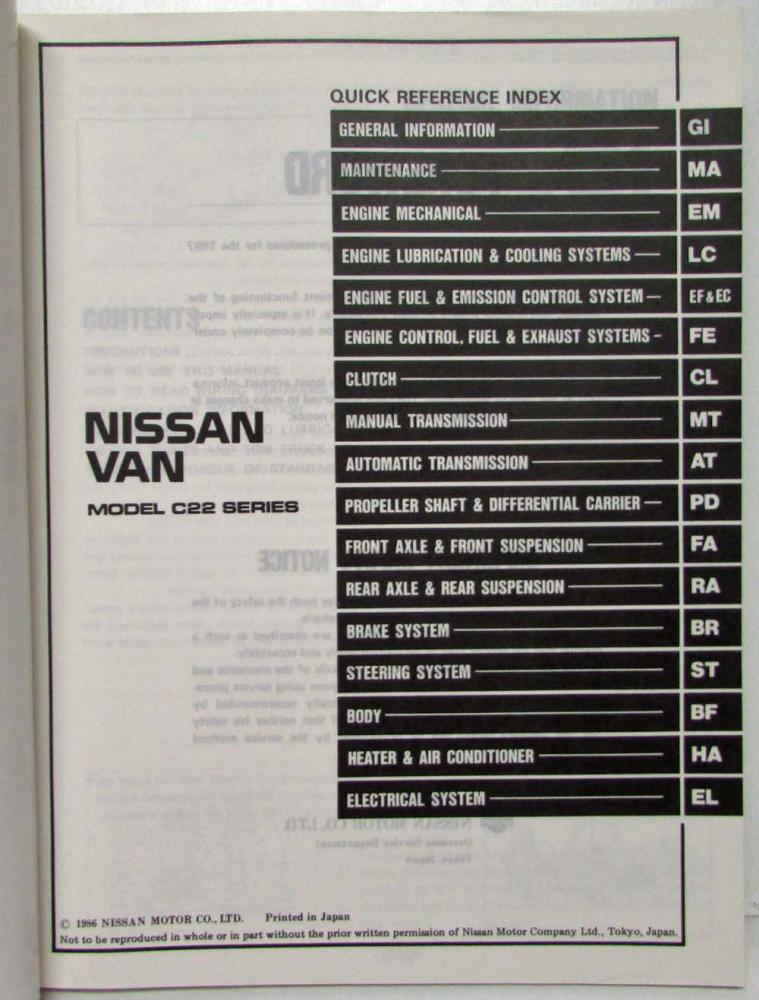 QUICK REFERENCE INDEX
GENERAL INFORMATION GI
MAINTENANCE MA
ENGINE MECHANICAL EM
ENGINE LUBRICATION & COOLING SYSTEMS LC
ENGINE FUEL & EMISSION CONTROL SYSTEM EF & EC
ENGINE CONTROL, FUEL & EXHAUST SYSTEMS FE
CLUTCH CL
MANUAL TRANSMISSION MT
AUTOMATIC TRANSMISSION AT
PROPELLER SHAFT & DIFFERENTIAL CARRIER PD
FRONT AXLE & FRONT SUSPENSION FA
REAR AXLE & REAR SUSPENSION RA
BRAKE SYSTEM BR
STEERING SYSTEM ST
BODY BF
HEATER & AIR CONDITIONER HA
ELECTRICAL SYSTEM EL
NISSAN
VAN
MODEL C22 SERIES
© 1986 NISSAN MOTOR CO., LTD. Printed in Japan
Not to be reproduced in whole or in part without the prior written permission of Nissan Motor Company Ltd., Tokyo, Japan.